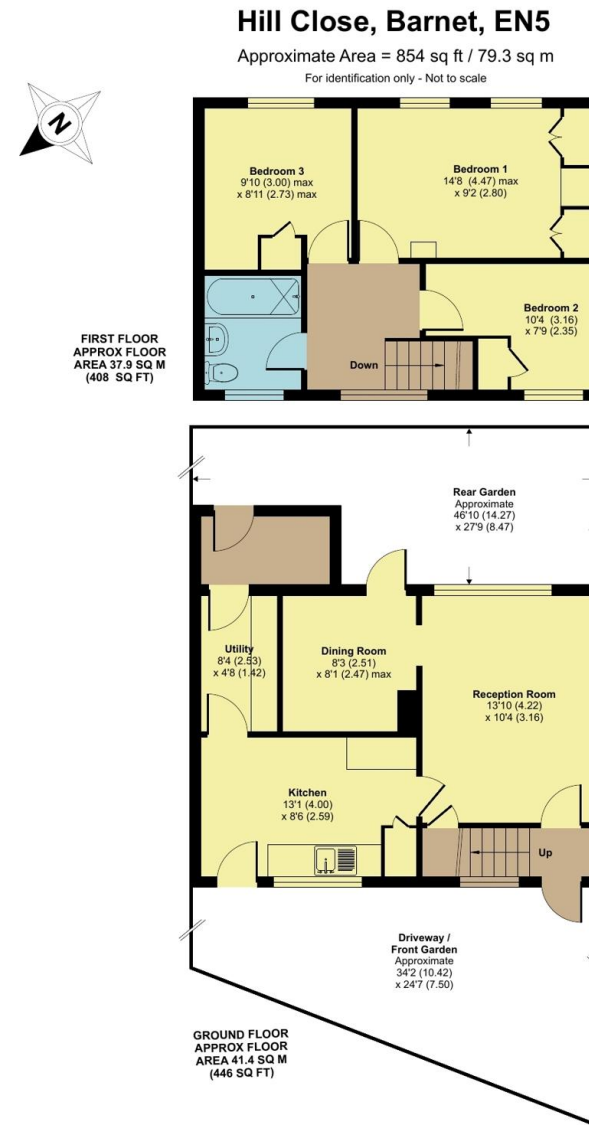 Hill Close, Barnet, EN5
Approximate Area = 854 sq ft / 79.3 sq m
For identification only - Not to scale
N
Bedroom 3
9'10 (3.00) max
x 8'11 (2.73) max
Bedroom 1
14'8 (4.47) max
x 9'2 (2.80)
Bedroom 2
10'4 (3.16)
x 7'9 (2.35)
Down
FIRST FLOOR
APPROX FLOOR
AREA 37.9 SQ M
(408 SQ FT)
Rear Garden
Approximate
46'10 (14.27)
x 27'9 (8.47)
Utility
8'4 (2.53)
x 4'8 (1.42)
Dining Room
8'3 (2.51)
x 8'1 (2.47) max
Reception Room
13'10 (4.22)
x 10'4 (3.16)
Kitchen
13'1 (4.00)
x 8'6 (2.59)
Up
Driveway /
Front Garden
Approximate
34'2 (10.42)
x 24'7 (7.50)
GROUND FLOOR
APPROX FLOOR
AREA 41.4 SQ M
(446 SQ FT)